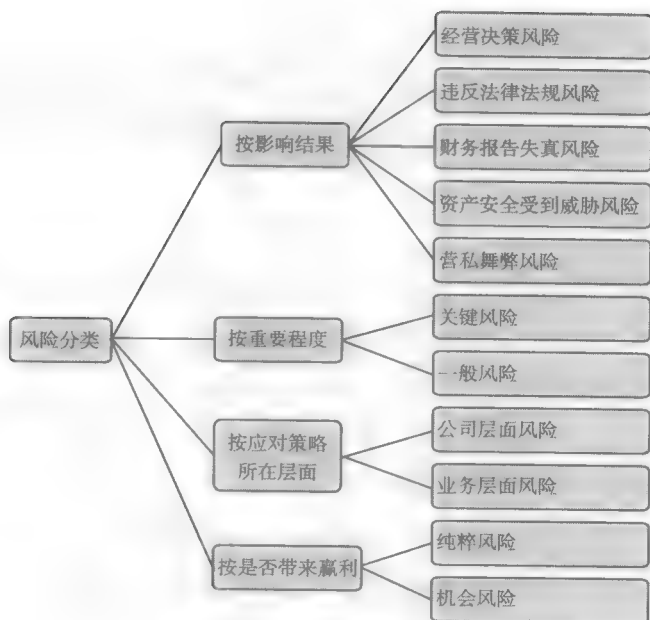 风险分类
按影响结果
经营决策风险
违反法律法规风险
财务报告失真风险
资产安全受到威胁风险
营私舞弊风险
按重要程度
关键风险
一般风险
按应对策略
所在层面
公司层面风险
业务层面风险
按是否带来赢利
纯粹风险
机会风险